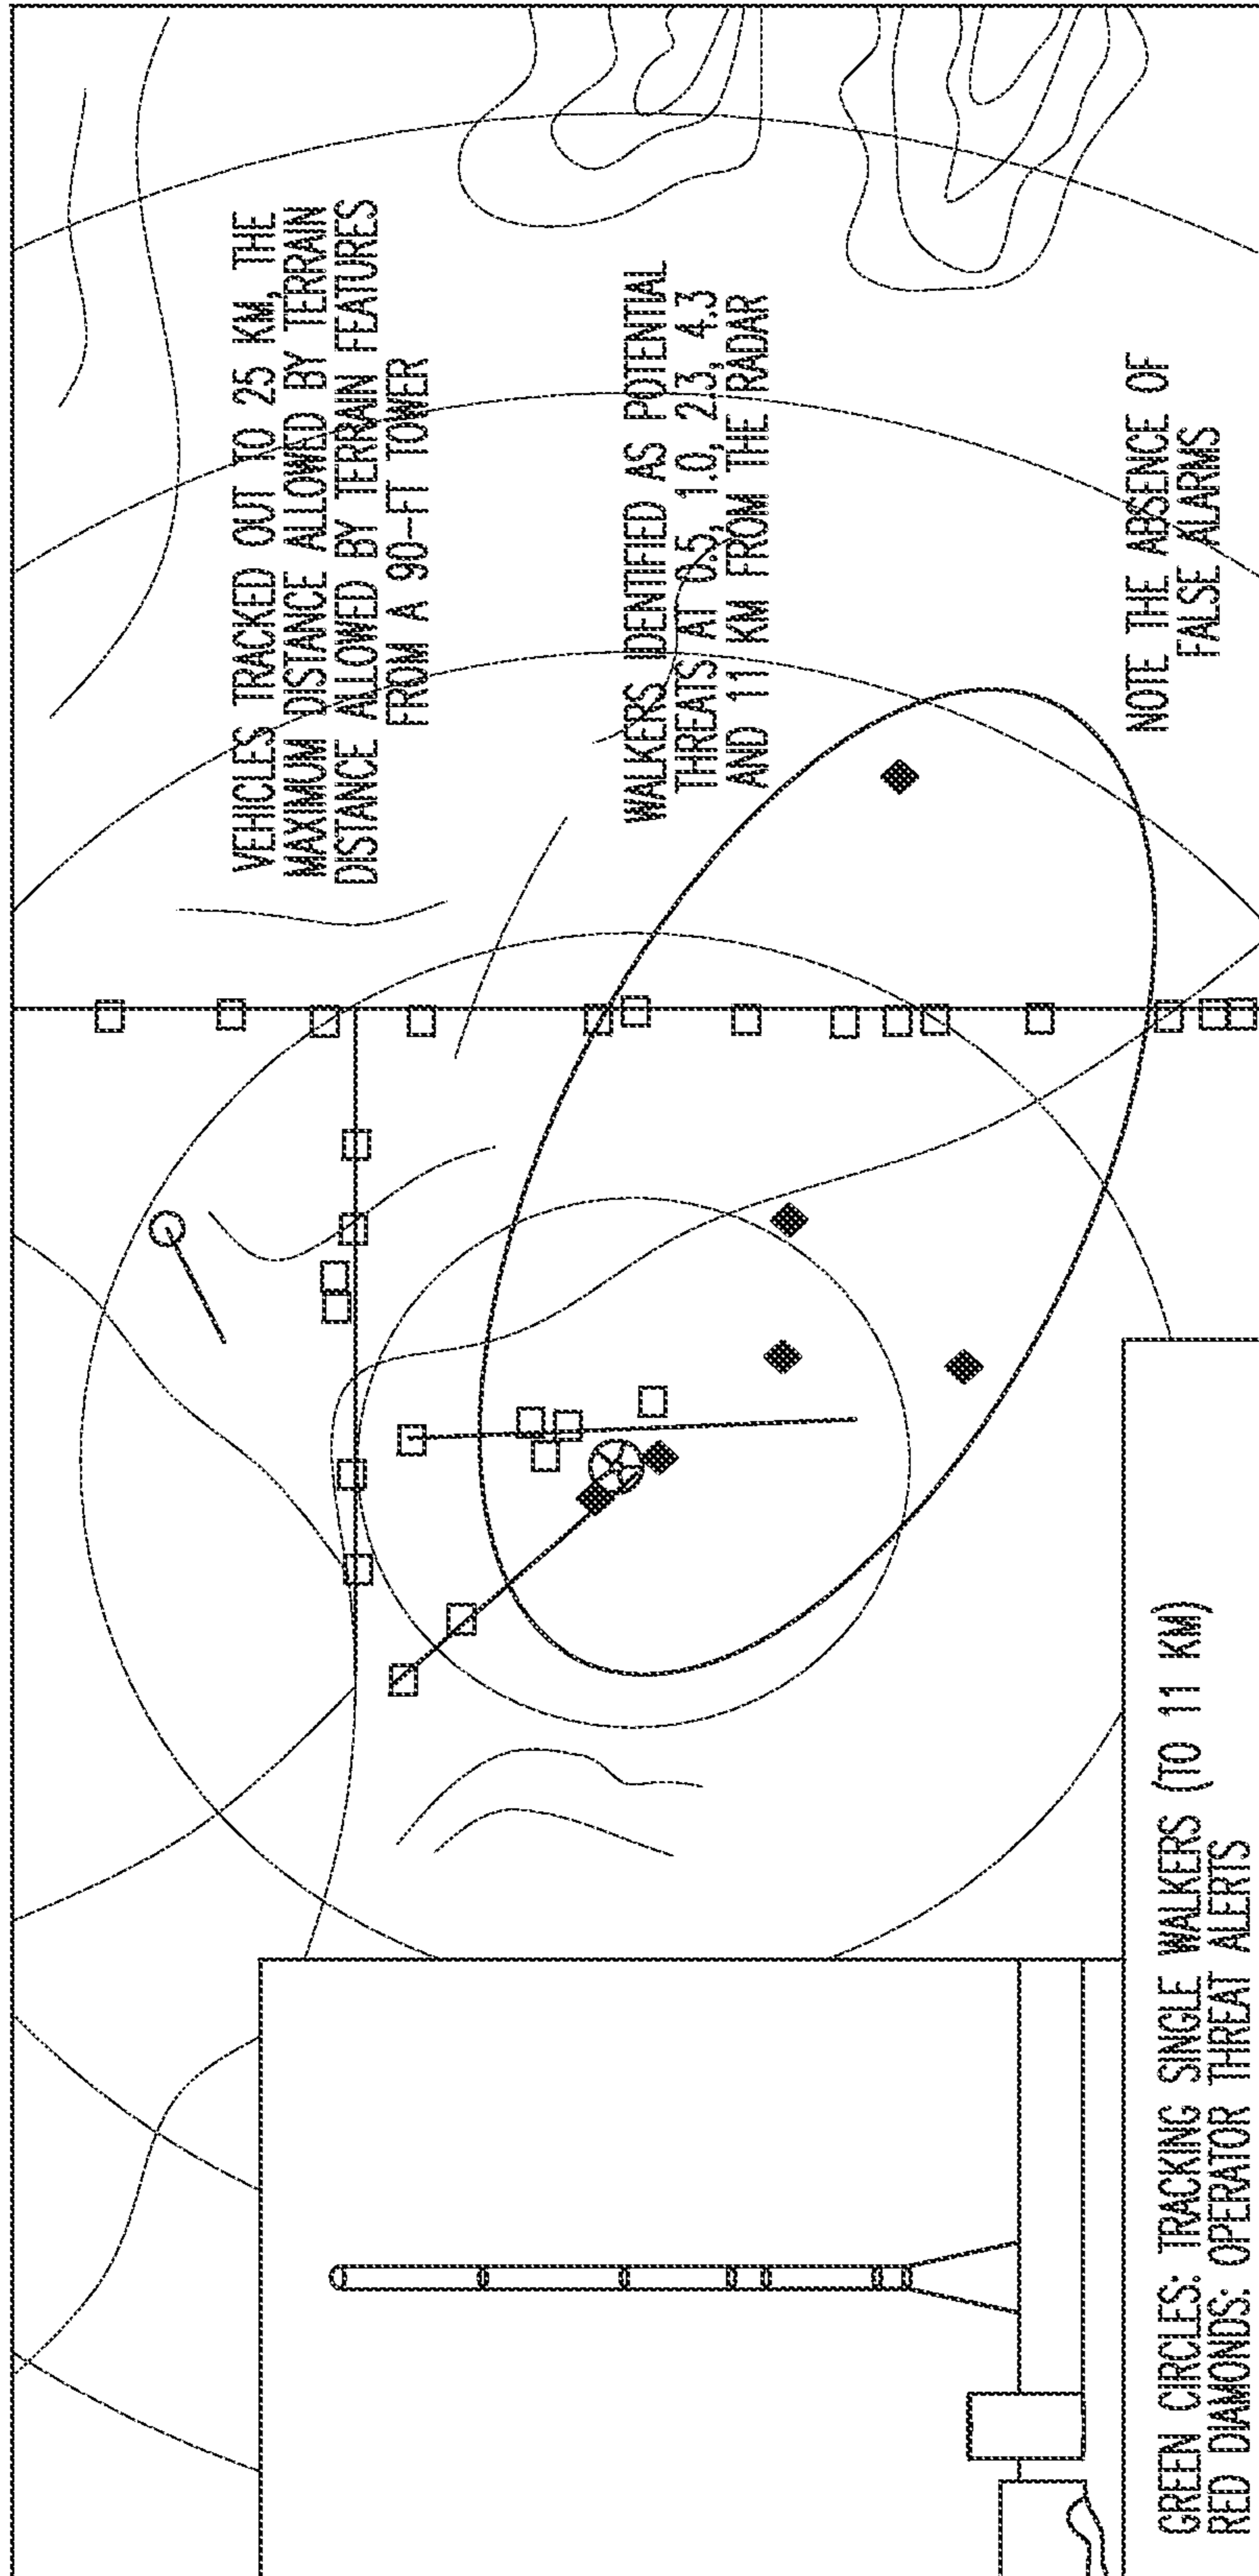 VEHICLES TRACKED OUT TO 25 KM, THE
MAXIMUM DISTANCE ALLOWED BY TERRAIN
DISTANCE ALLOWED BY TERRAIN FEATURES
FROM A 90-FT TOWER
WALKERS IDENTIFIED AS POTENTIAL
THREATS AT 0.5, 1.0, 2.3, 4.3
AND 11 KM FROM THE RADAR
NOTE THE ABSENCE OF
FALSE ALARMS
GREEN CIRCLES: TRACKING SINGLE WALKERS (TO 11 KM)
RED DIAMONDS: OPERATOR THREAT ALERTS